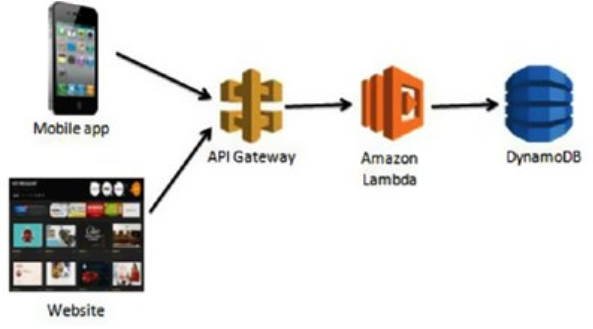 Mobile app
API Gateway
Amazon
Lambda
DynamoDB
Website